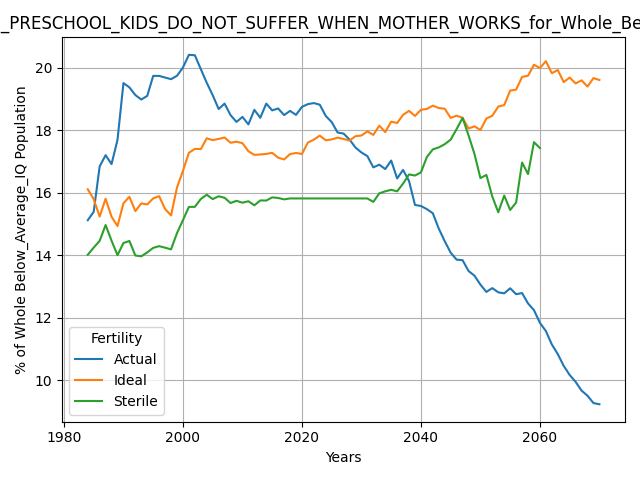 _PRESCHOOL_KIDS_DO_NOT_SUFFER_WHEN_MOTHER_WORKS_for_Whole_Be
% of Whole Below_Average_IQ Population
20
18
16
14
12
10
Fertility
Actual
Ideal
Sterile
1980
2000
2020
2040
2060
Years